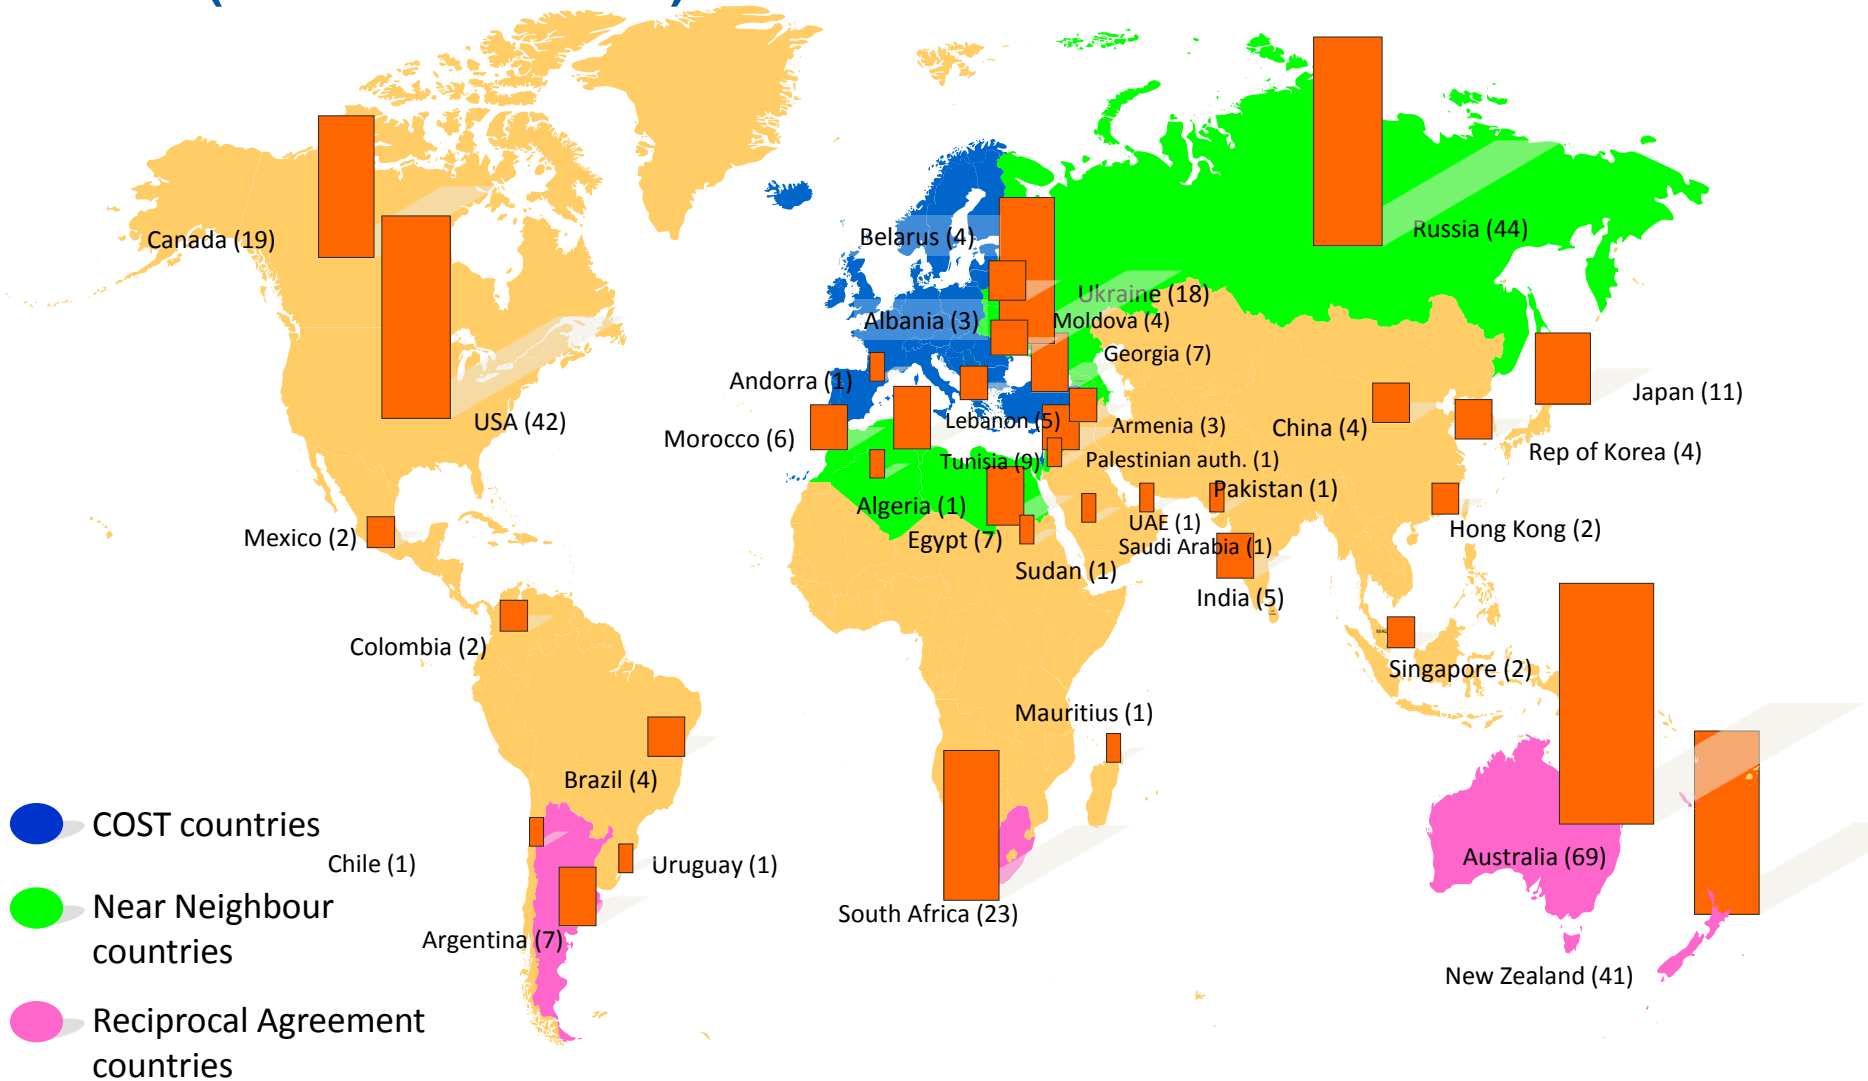 Canada (19)
Belarus (4)
Russia (44)
Ukraine (18)
Albania (3)
Moldova (4)
Georgia (7)
Andorra (1)
Japan (11)
USA (42)
Lebanon (5)
Armenia (3)
China (4)
Morocco (6)
Rep of Korea (4)
Tunisia (9)
Palestinian auth. (1)
Pakistan (1)
Algeria (1)
UAE (1)
Hong Kong (2)
Mexico (2)
Egypt (7)
Saudi Arabia (1)
Sudan (1)
India (5)
Colombia (2)
Singapore (2)
Mauritius (1)
Brazil (4)
COST countries
Chile (1)
Uruguay (1)
Australia (69)
Near Neighbour
countries
South Africa (23)
Argentina (7)
New Zealand (41)
Reciprocal Agreement
countries